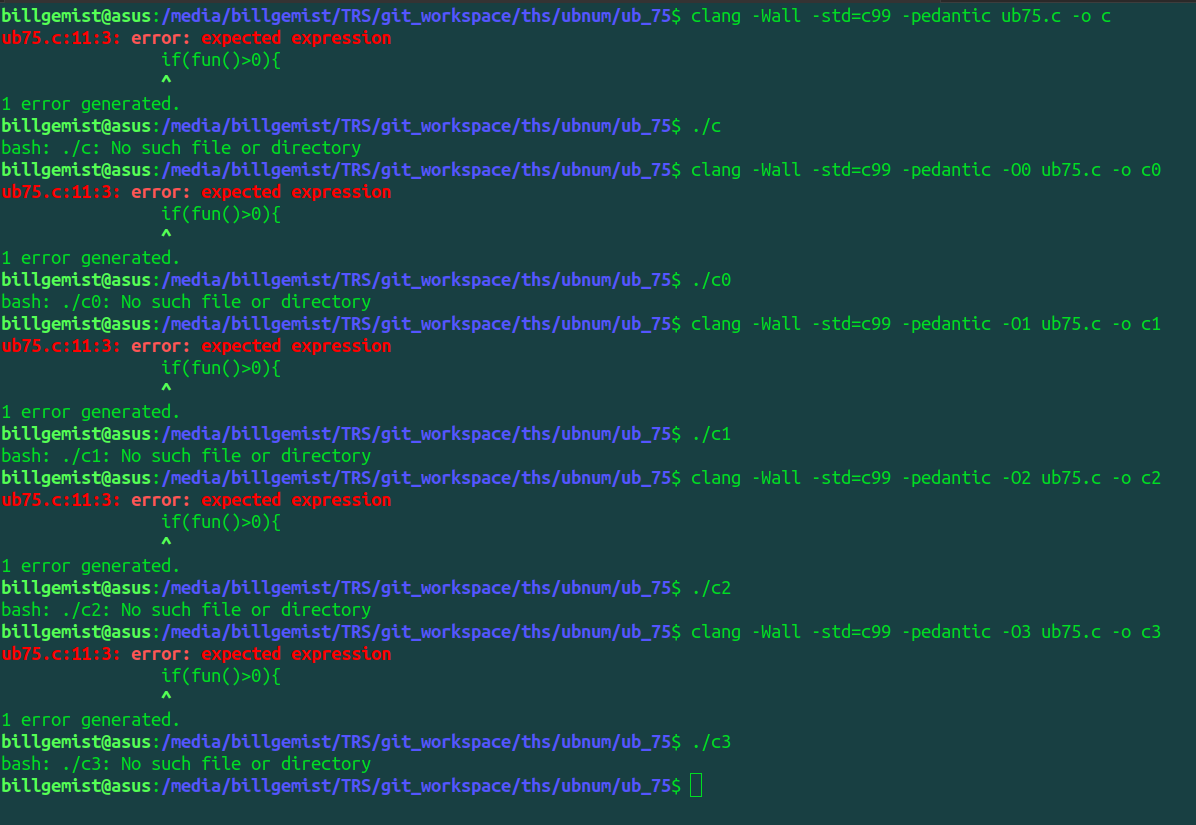 billgemist@asus:/media/billgemist/TRS/git_workspace/ths/ubnum/ub_75$ clang -Wall -std=c99 -pedantic ub75.c -o c
ub75.c:11:3: error: expected expression
                if(fun()>0){
                ^
1 error generated.
billgemist@asus:/media/billgemist/TRS/git_workspace/ths/ubnum/ub_75$ ./c
bash: ./c: No such file or directory
billgemist@asus:/media/billgemist/TRS/git_workspace/ths/ubnum/ub_75$ clang -Wall -std=c99 -pedantic -O0 ub75.c -o c0
ub75.c:11:3: error: expected expression
                if(fun()>0){
                ^
1 error generated.
billgemist@asus:/media/billgemist/TRS/git_workspace/ths/ubnum/ub_75$ ./c0
bash: ./c0: No such file or directory
billgemist@asus:/media/billgemist/TRS/git_workspace/ths/ubnum/ub_75$ clang -Wall -std=c99 -pedantic -O1 ub75.c -o c1
ub75.c:11:3: error: expected expression
                if(fun()>0){
                ^
1 error generated.
billgemist@asus:/media/billgemist/TRS/git_workspace/ths/ubnum/ub_75$ ./c1
bash: ./c1: No such file or directory
billgemist@asus:/media/billgemist/TRS/git_workspace/ths/ubnum/ub_75$ clang -Wall -std=c99 -pedantic -O2 ub75.c -o c2
ub75.c:11:3: error: expected expression
                if(fun()>0){
                ^
1 error generated.
billgemist@asus:/media/billgemist/TRS/git_workspace/ths/ubnum/ub_75$ ./c2
bash: ./c2: No such file or directory
billgemist@asus:/media/billgemist/TRS/git_workspace/ths/ubnum/ub_75$ clang -Wall -std=c99 -pedantic -O3 ub75.c -o c3
ub75.c:11:3: error: expected expression
                if(fun()>0){
                ^
1 error generated.
billgemist@asus:/media/billgemist/TRS/git_workspace/ths/ubnum/ub_75$ ./c3
bash: ./c3: No such file or directory
billgemist@asus:/media/billgemist/TRS/git_workspace/ths/ubnum/ub_75$